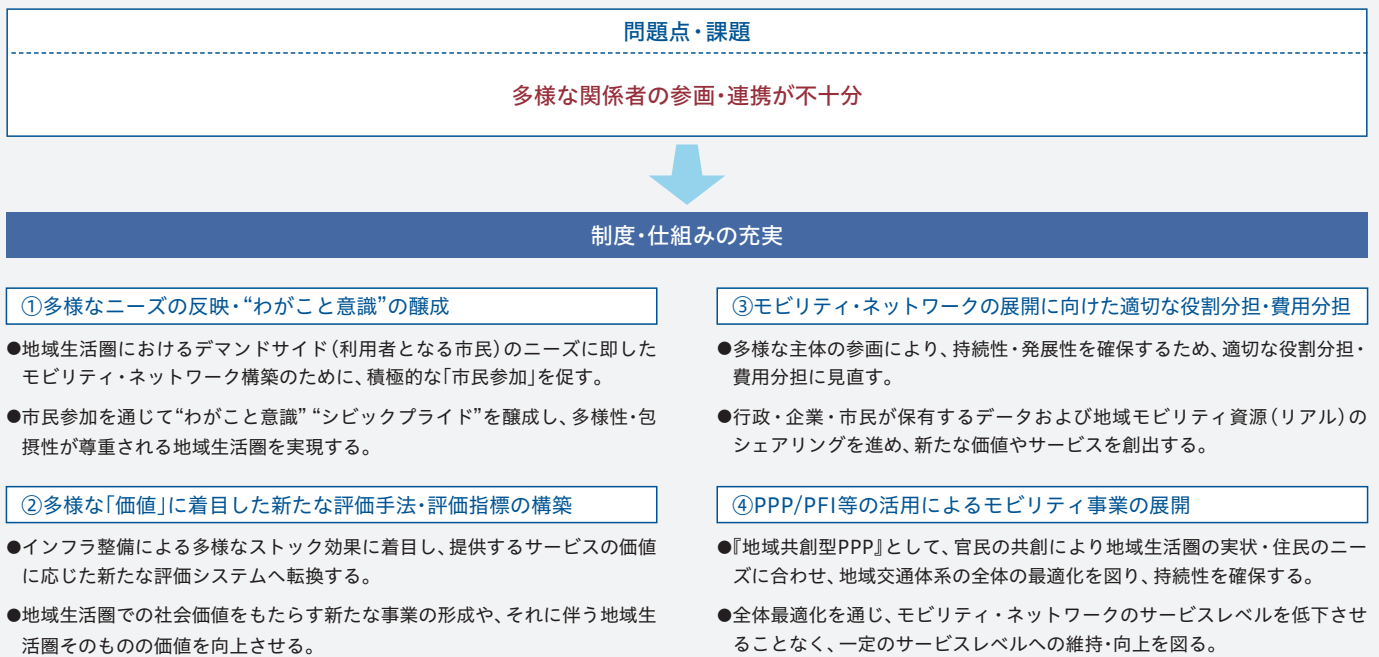 問題点・課題
多様な関係者の参画・連携が不十分
制度・仕組みの充実
①多様なニーズの反映・“わがこと意識”の醸成
●地域生活圏におけるデマンドサイド（利用者となる市民）のニーズに即した
モビリティ・ネットワーク構築のために、積極的な「市民参加」を促す。
●市民参加を通じて“わがこと意識” “シビックプライド”を醸成し、多様性・包
摂性が尊重される地域生活圏を実現する。
②多様な「価値」に着目した新たな評価手法・評価指標の構築
●インフラ整備による多様なストック効果に着目し、提供するサービスの価値
に応じた新たな評価システムへ転換する。
●地域生活圏での社会価値をもたらす新たな事業の形成や、それに伴う地域生
活圏そのものの価値を向上させる。
③モビリティ・ネットワークの展開に向けた適切な役割分担・費用分担
●多様な主体の参画により、持続性・発展性を確保するため、適切な役割分担・
費用分担に見直す。
●行政・企業・市民が保有するデータおよび地域モビリティ資源（リアル）の
シェアリングを進め、新たな価値やサービスを創出する。
④PPP/PFI等の活用によるモビリティ事業の展開
●『地域共創型PPP』として、官民の共創により地域生活圏の実状・住民のニー
ズに合わせ、地域交通体系の全体の最適化を図り、持続性を確保する。
●全体最適化を通じ、モビリティ・ネットワークのサービスレベルを低下させ
ることなく、一定のサービスレベルへの維持・向上を図る。